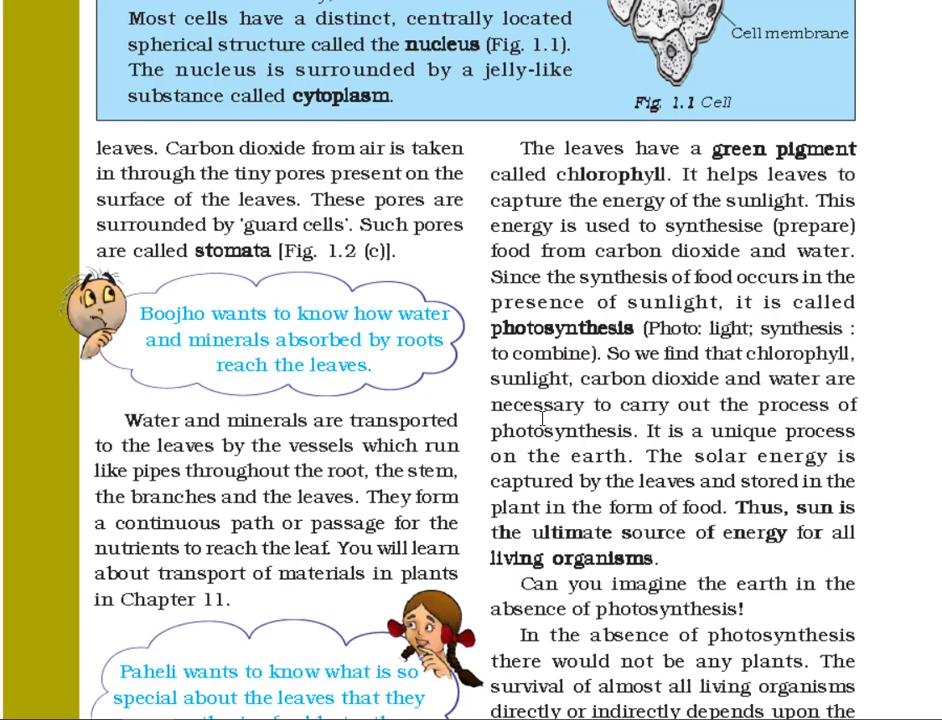 Most cells have a distinct, centrally located
spherical structure called the nucleus (Fig. 1.1).
The nucleus is surrounded by a jelly-like
substance called cytoplasm.
Cell membrane
Fig. 1.1 Cell
leaves. Carbon dioxide from air is taken
in through the tiny pores present on the
surface of the leaves. These pores are
surrounded by 'guard cells'. Such pores
are called stomata [Fig. 1.2 (c)].
Boojho wants to know how water
and minerals absorbed by roots
reach the leaves.
Water and minerals are transported
to the leaves by the vessels which run
like pipes throughout the root, the stem,
the branches and the leaves. They form
a continuous path or passage for the
nutrients to reach the leaf. You will learn
about transport of materials in plants
in Chapter 11.
Paheli wants to know what is so
special about the leaves that they
The leaves have a green pigment
called chlorophyll. It helps leaves to
capture the energy of the sunlight. This
energy is used to synthesise (prepare)
food from carbon dioxide and water.
Since the synthesis of food occurs in the
presence of sunlight, it is called
photosynthesis (Photo: light; synthesis :
to combine). So we find that chlorophyll,
sunlight, carbon dioxide and water are
necessary to carry out the process of
photosynthesis. It is a unique process
on the earth. The solar energy is
captured by the leaves and stored in the
plant in the form of food. Thus, sun is
the ultimate source of energy for all
living organisms.
Can you imagine the earth in the
absence of photosynthesis!
In the absence of photosynthesis
there would not be any plants. The
survival of almost all living organisms
directly or indirectly depends upon the